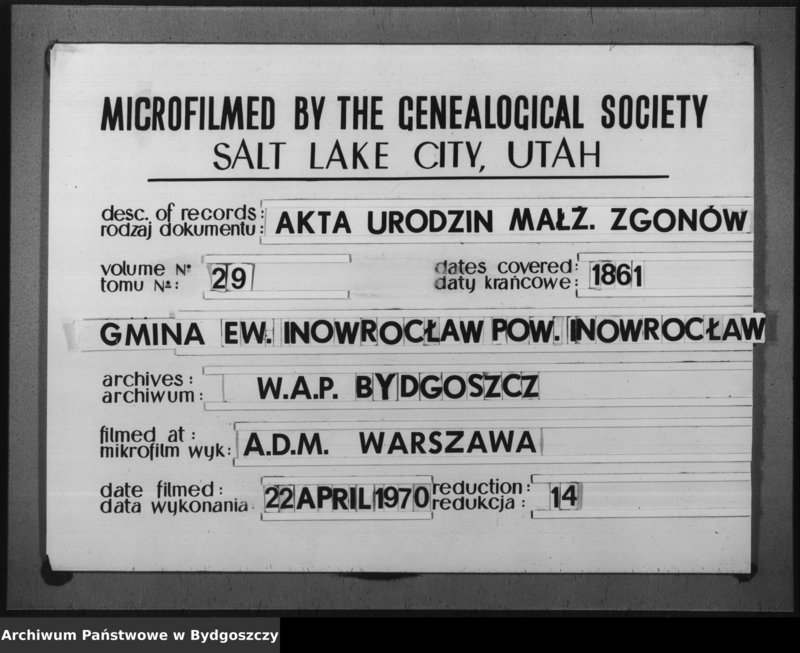 MICROFILMED BY THE GENEALOGICAL SOCIETY
SALT LAKE CITY, UTAH
desc. of records:
rodzaj dokumentu:
AKTA URODZIN MAŁŻ. ZGONÓW
volume No
tomu No:
29
dates covered:
daty krańcowe:
1861
GMINA EW. INOWROCŁAW POW. INOWROCŁAW
archives:
archiwum:
W.A.P. BYDGOSZCZ
filmed at:
mikrofilm wyk:
A.D.M. WARSZAWA
date filmed:
data wykonania
22 APRIL 1970
reduction:
redukcja:
14
Archiwum Państwowe w Bydgoszczy